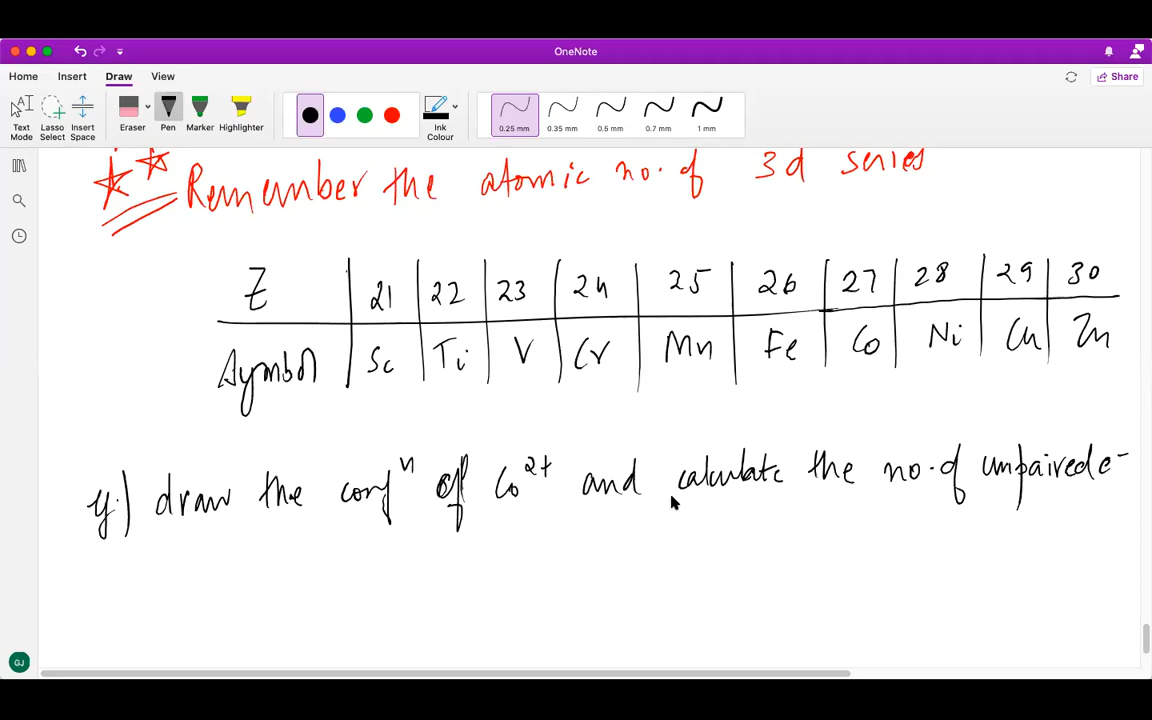 OneNote
Home Insert Draw View
Share
Text Mode
Lasso Select
Insert Space
Eraser
Pen
Marker
Highlighter
Ink Colour
0.25 mm
0.35 mm
0.5 mm
0.7 mm
1 mm
Remember the atomic no. of 3d series
Z 21 22 23 24 25 26 27 28 29 30
Symbol Sc Ti V Cr Mn Fe Co Ni Cu Zn
draw the confⁿ of Co²⁺ and calculate the no. of unpaired e⁻
GJ